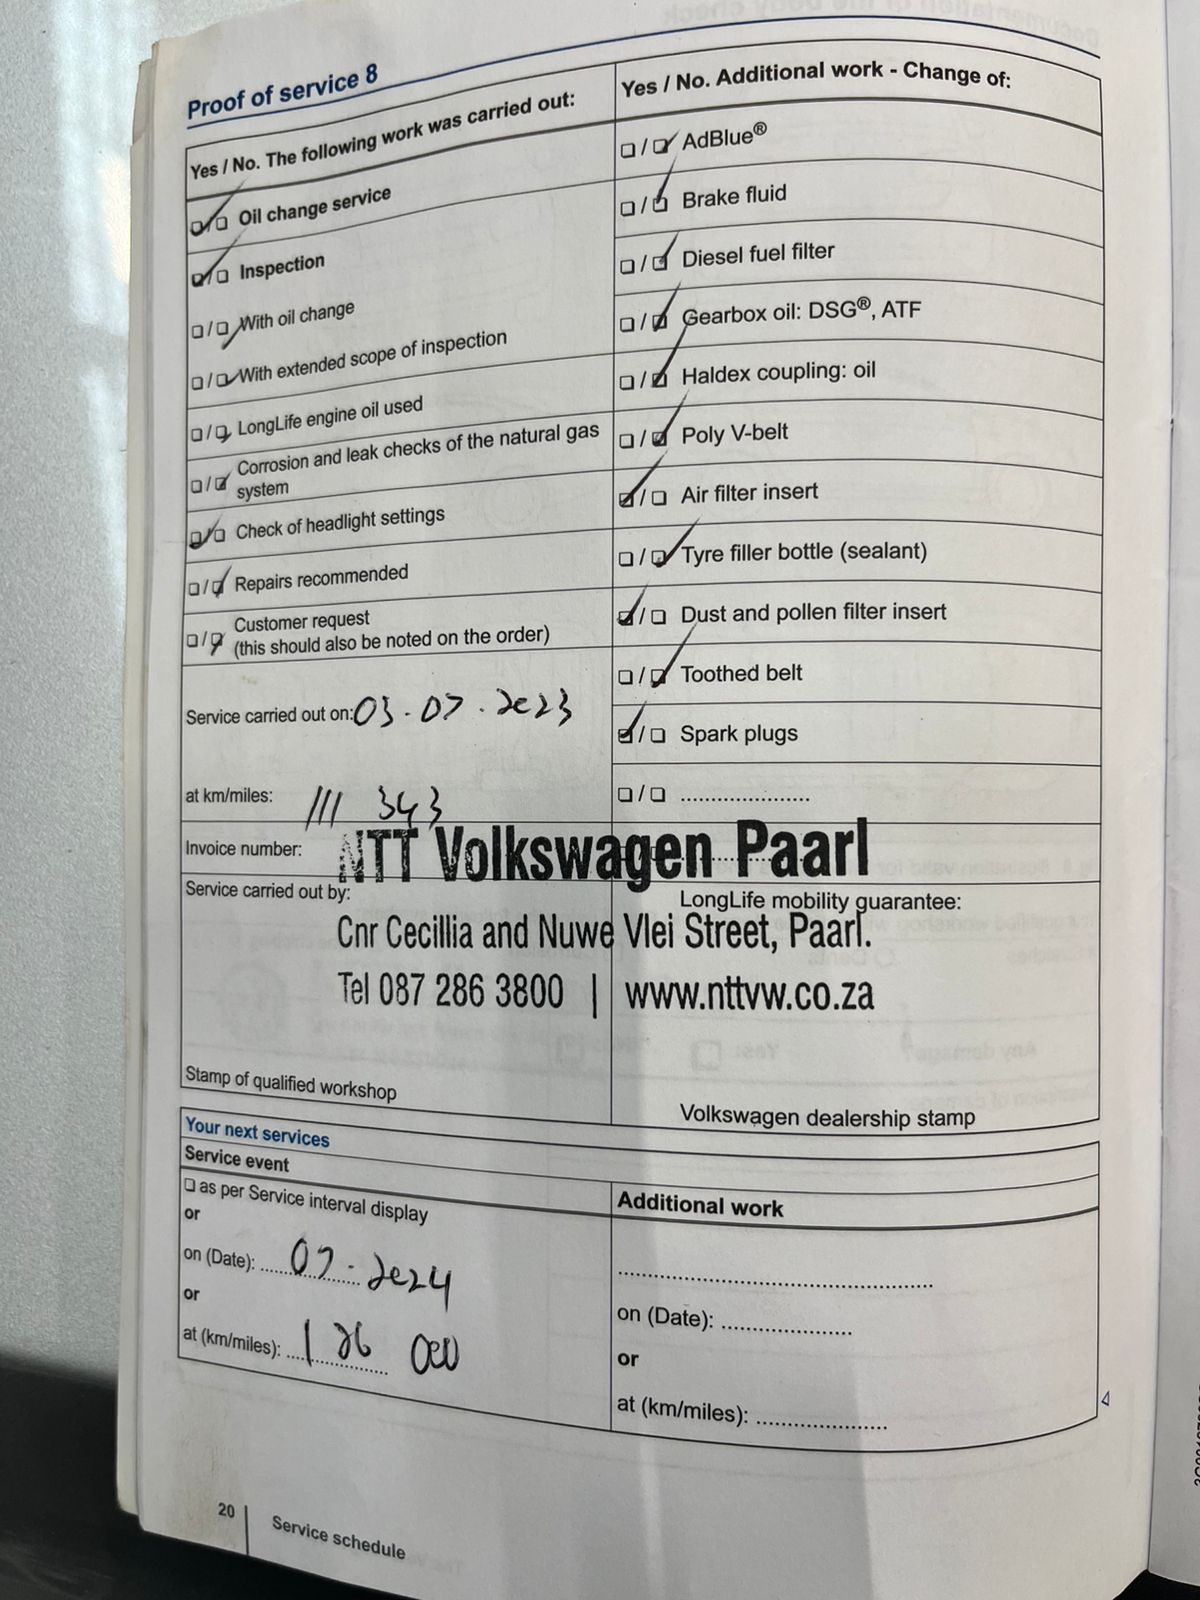 Proof of service 8
Yes / No. The following work was carried out:
☑/☐ Oil change service
☑/☐ Inspection
☐/☑ With oil change
☐/☑ With extended scope of inspection
☐/☑ LongLife engine oil used
☐/☑ Corrosion and leak checks of the natural gas
system
☑/☐ Check of headlight settings
☐/☑ Repairs recommended
☐/☑ Customer request
(this should also be noted on the order)
Service carried out on: 03.07.2023
at km/miles: 111 343
Invoice number:
Service carried out by:
Yes / No. Additional work - Change of:
☐/☑ AdBlue®
☐/☑ Brake fluid
☐/☑ Diesel fuel filter
☐/☑ Gearbox oil: DSG®, ATF
☐/☑ Haldex coupling: oil
☐/☑ Poly V-belt
☑/☐ Air filter insert
☐/☑ Tyre filler bottle (sealant)
☑/☐ Dust and pollen filter insert
☐/☑ Toothed belt
☑/☐ Spark plugs
☐/☐ ......................
LongLife mobility guarantee:
NTT Volkswagen Paarl
Cnr Cecillia and Nuwe Vlei Street, Paarl.
Tel 087 286 3800 | www.nttvw.co.za
Stamp of qualified workshop
Volkswagen dealership stamp
Your next services
Service event
☐ as per Service interval display
or
on (Date): 07.2024
or
at (km/miles): 126 000
Additional work
......................................................
on (Date): ......................
or
at (km/miles): ......................
20
Service schedule